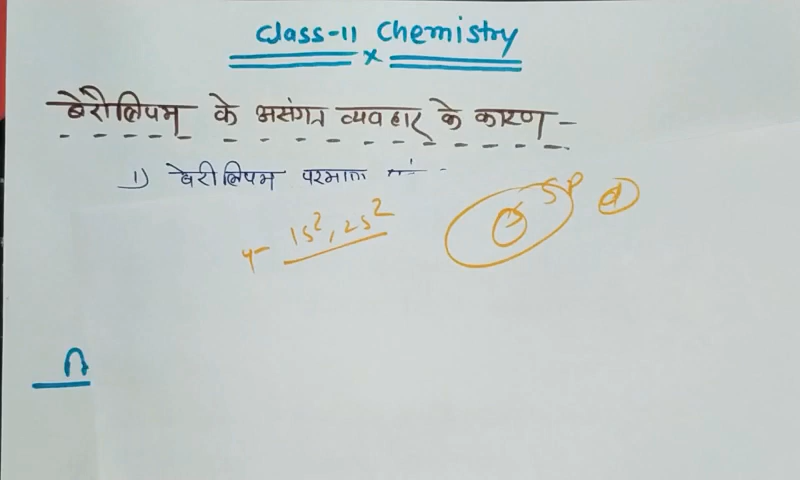 Class-11 Chemistry
x
बेरीलियम के असंगत व्यवहार के कारण -
1) बेरीलियम परमाणु में
4- 1s², 2s²
s p d